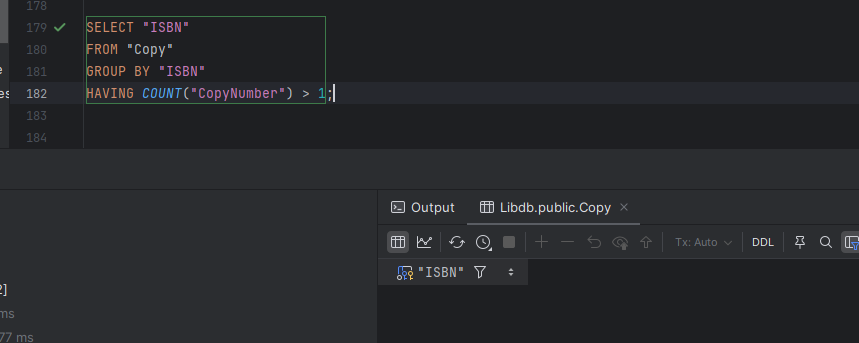 178
179 SELECT "ISBN"
180 FROM "Copy"
181 GROUP BY "ISBN"
182 HAVING COUNT("CopyNumber") > 1;
183
184
e
es
Output Libdb.public.Copy ×
Tx: Auto DDL
"ISBN"
2]
ms
77 ms